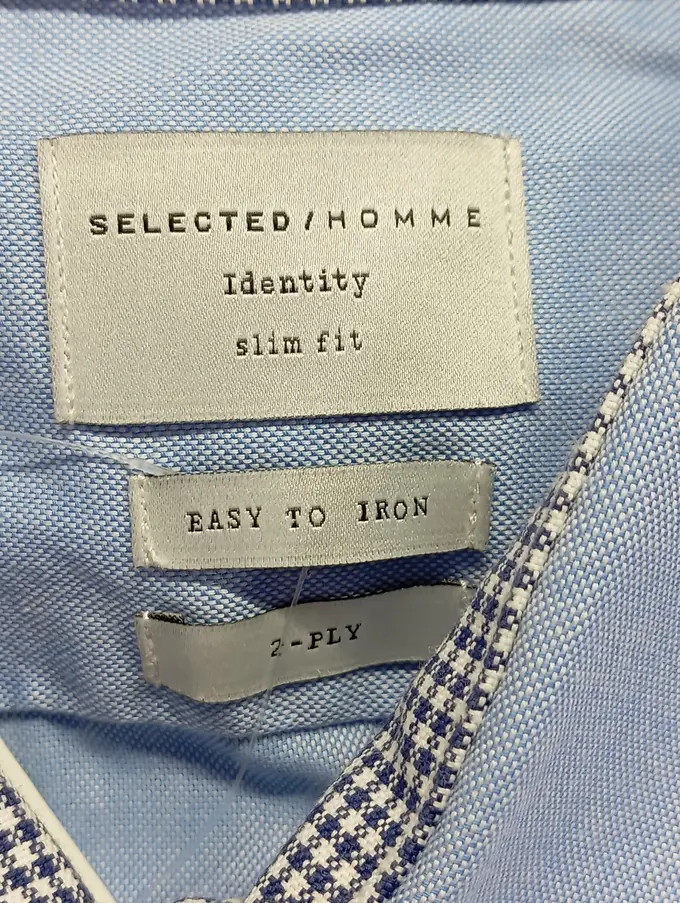 SELECTED/HOMME
Identity
slim fit
EASY TO IRON
2-PLY